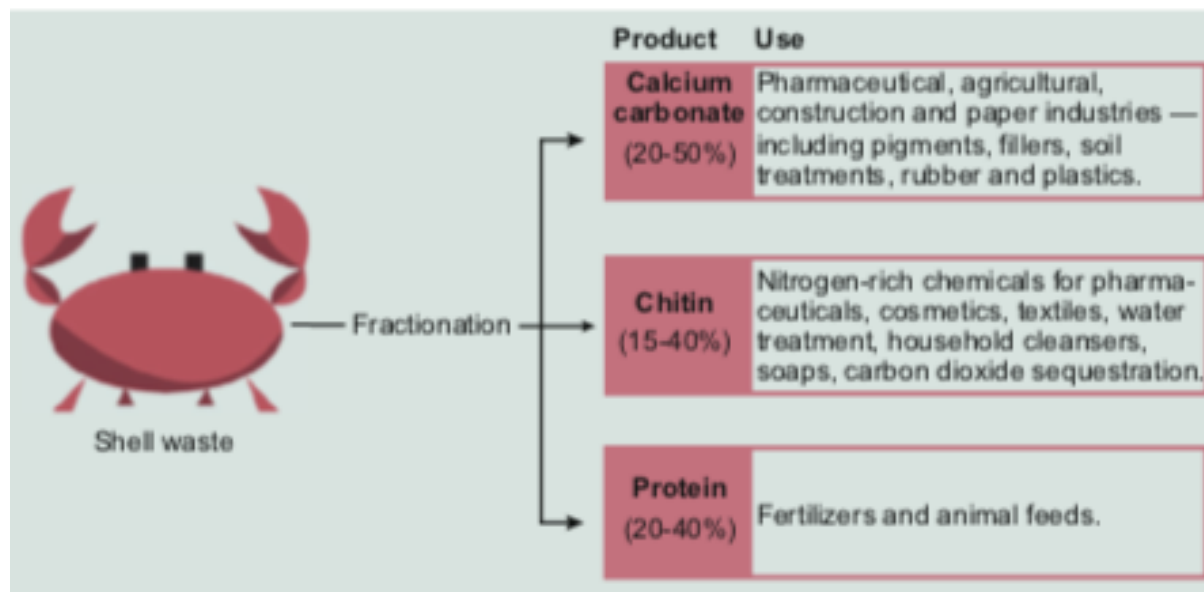 Product Use
Calcium
carbonate
(20-50%)
Pharmaceutical, agricultural,
construction and paper industries —
including pigments, fillers, soil
treatments, rubber and plastics.
Fractionation
Shell waste
Chitin
(15-40%)
Nitrogen-rich chemicals for pharma-
ceuticals, cosmetics, textiles, water
treatment, household cleansers,
soaps, carbon dioxide sequestration.
Protein
(20-40%)
Fertilizers and animal feeds.